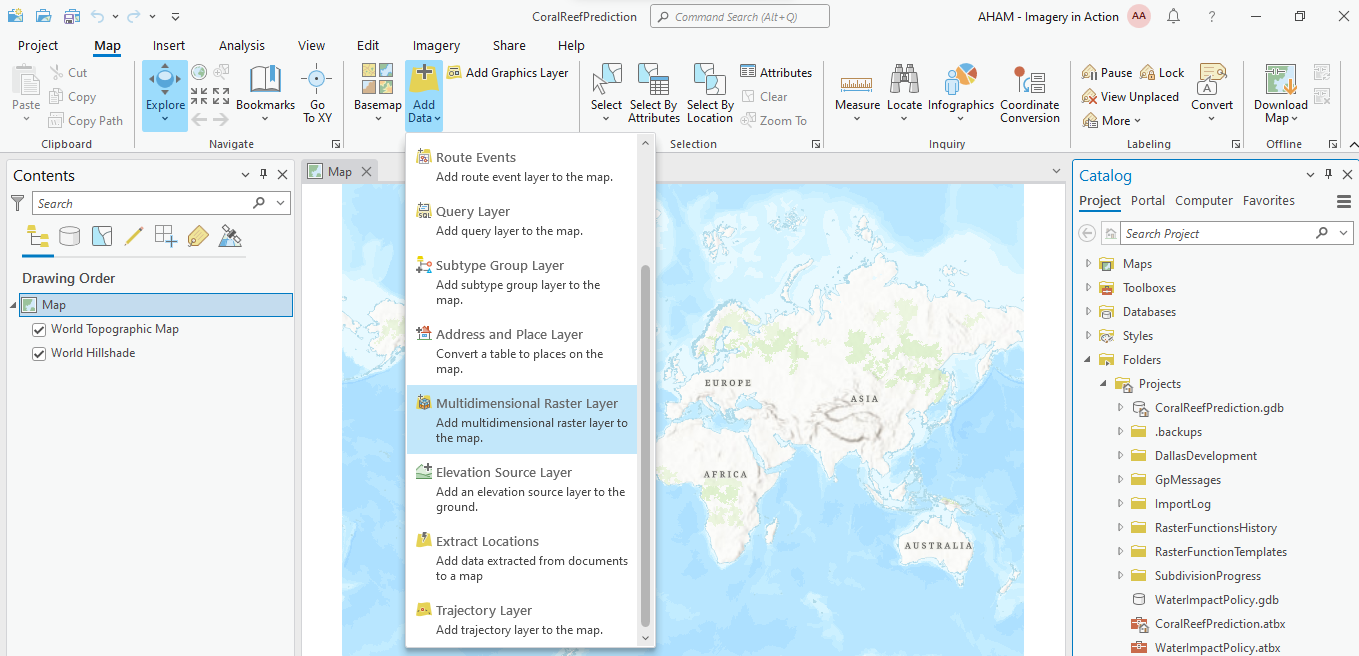 CoralReefPrediction
Command Search (Alt+Q)
AHAM - Imagery in Action
AA
?
Project
Map
Insert
Analysis
View
Edit
Imagery
Share
Help
Paste
Cut
Copy
Copy Path
Clipboard
Explore
Bookmarks
Go
To XY
Navigate
Basemap
Add
Data
Add Graphics Layer
Select
Select By
Attributes
Select By
Location
Attributes
Clear
Zoom To
Selection
Measure
Locate
Infographics
Coordinate
Conversion
Inquiry
Pause
Lock
View Unplaced
More
Convert
Labeling
Download
Map
Offline
Contents
Search
Drawing Order
Map
World Topographic Map
World Hillshade
Map
Route Events
Add route event layer to the map.
Query Layer
Add query layer to the map.
Subtype Group Layer
Add subtype group layer to the
map.
Address and Place Layer
Convert a table to places on the
map.
Multidimensional Raster Layer
Add multidimensional raster layer to
the map.
Elevation Source Layer
Add an elevation source layer to the
ground.
Extract Locations
Add data extracted from documents
to a map
Trajectory Layer
Add trajectory layer to the map.
EUROPE
ASIA
AFRICA
AUSTRALIA
Catalog
Project
Portal
Computer
Favorites
Search Project
Maps
Toolboxes
Databases
Styles
Folders
Projects
CoralReefPrediction.gdb
.backups
DallasDevelopment
GpMessages
ImportLog
RasterFunctionsHistory
RasterFunctionTemplates
SubdivisionProgress
WaterImpactPolicy.gdb
CoralReefPrediction.atbx
WaterImpactPolicy.atbx